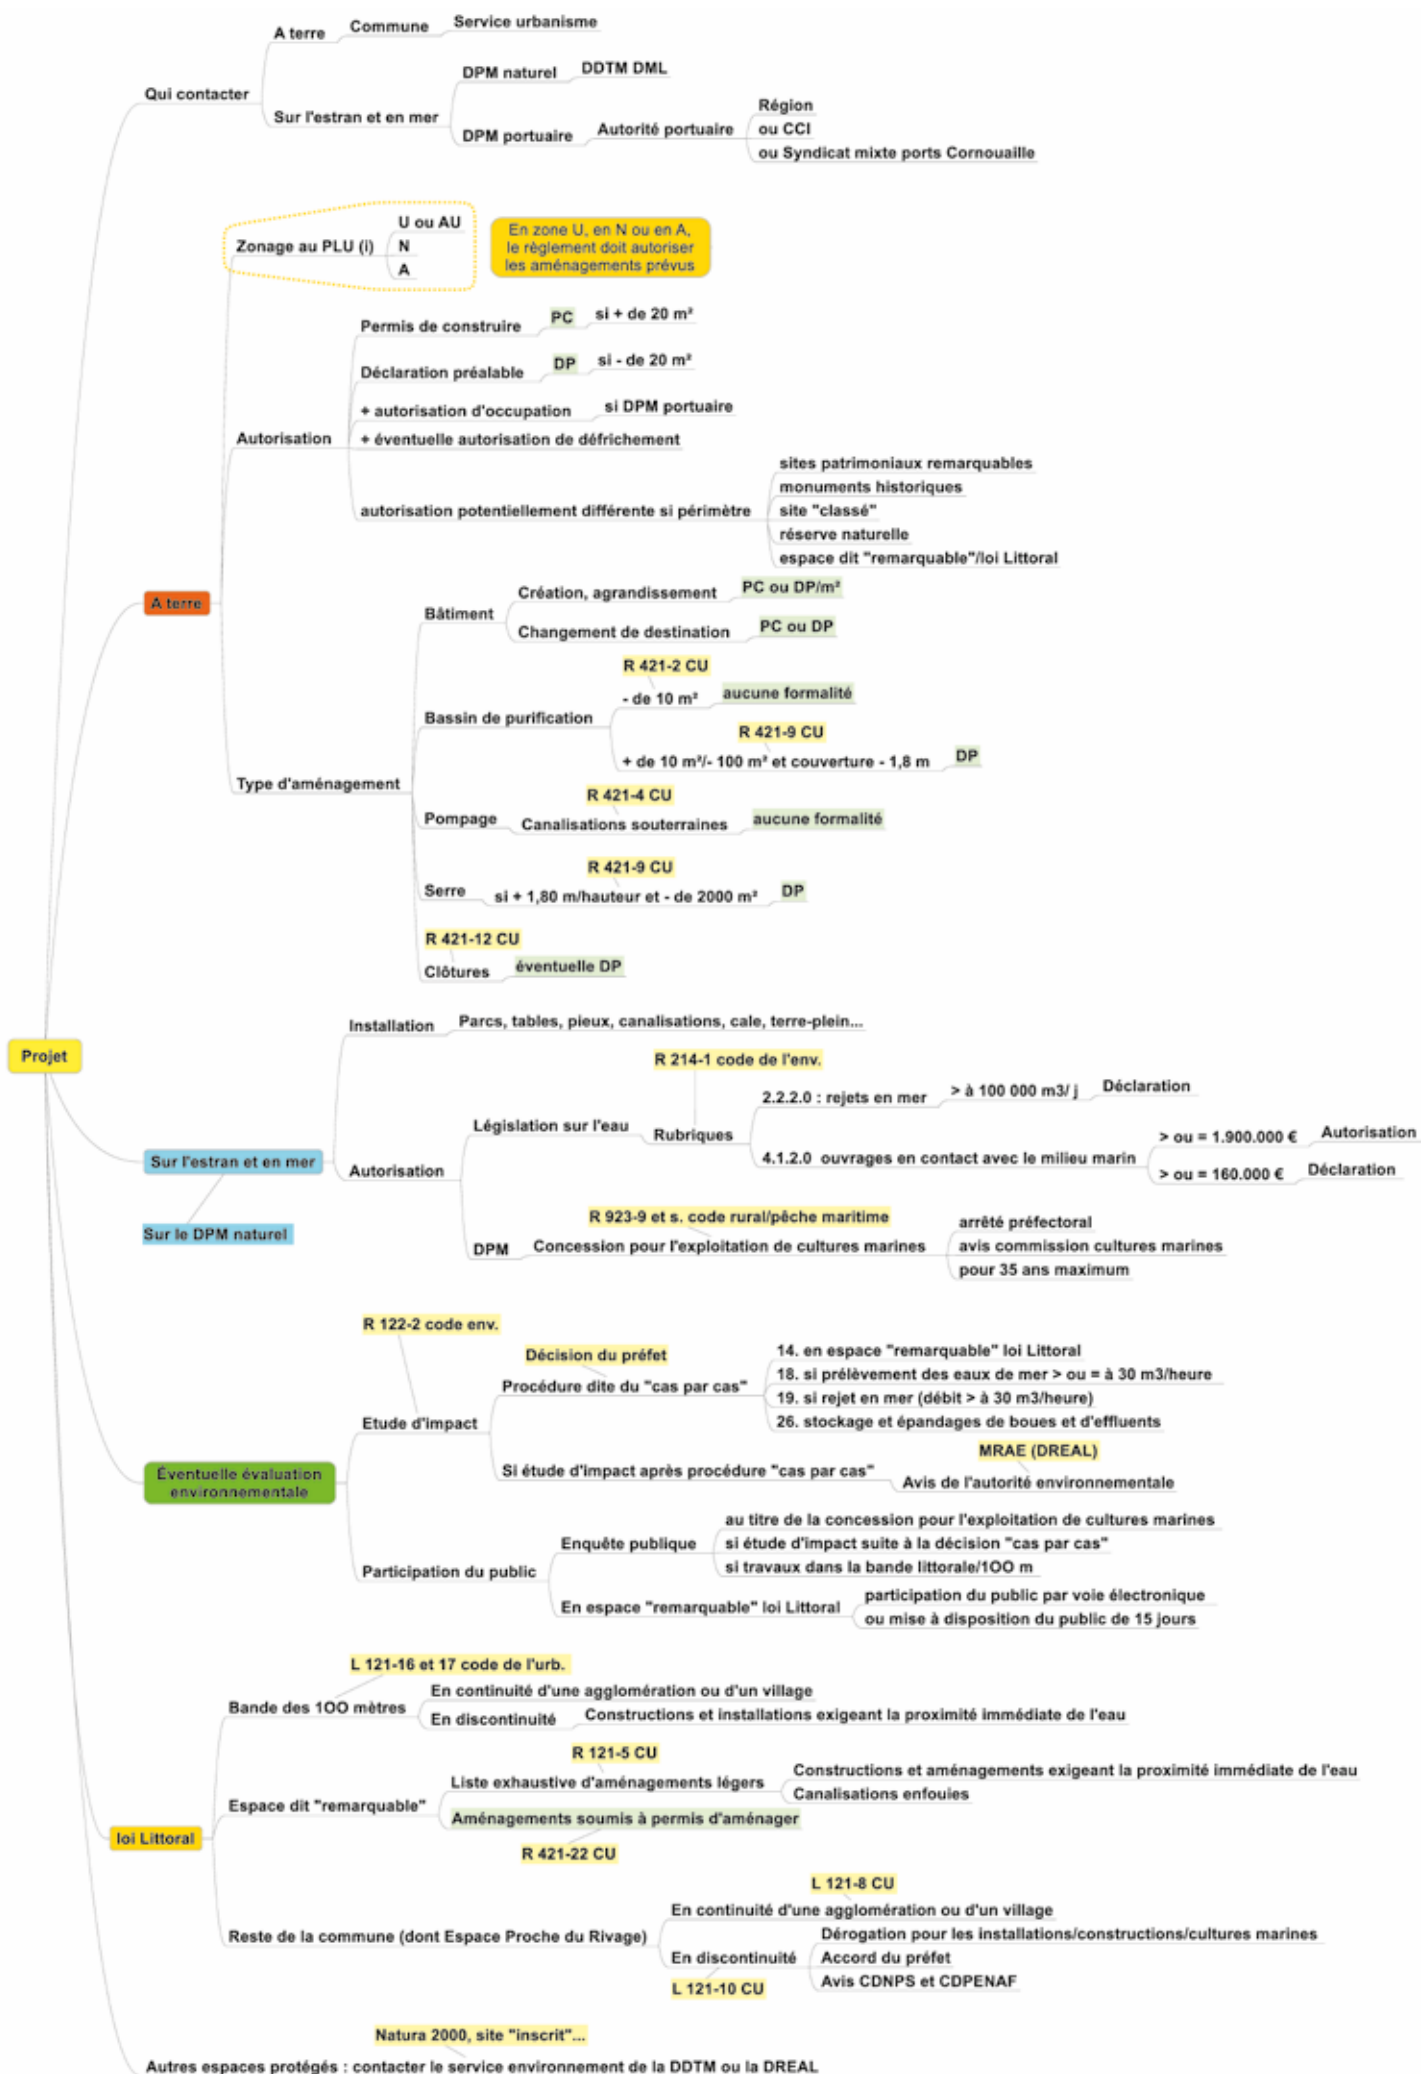 Projet
Qui contacter
A terre
Commune
Service urbanisme
Sur l'estran et en mer
DPM naturel
DDTM DML
DPM portuaire
Autorité portuaire
Région
ou CCI
ou Syndicat mixte ports Cornouaille
A terre
Zonage au PLU (i)
U ou AU
N
A
En zone U, en N ou en A,
le règlement doit autoriser
les aménagements prévus
Autorisation
Permis de construire
PC
si + de 20 m²
Déclaration préalable
DP
si - de 20 m²
+ autorisation d'occupation
si DPM portuaire
+ éventuelle autorisation de défrichement
autorisation potentiellement différente si périmètre
sites patrimoniaux remarquables
monuments historiques
site "classé"
réserve naturelle
espace dit "remarquable"/loi Littoral
Type d'aménagement
Bâtiment
Création, agrandissement
PC ou DP/m²
Changement de destination
PC ou DP
Bassin de purification
R 421-2 CU
- de 10 m²
aucune formalité
R 421-9 CU
+ de 10 m²/- 100 m² et couverture - 1,8 m
DP
Pompage
R 421-4 CU
Canalisations souterraines
aucune formalité
Serre
R 421-9 CU
si + 1,80 m/hauteur et - de 2000 m²
DP
R 421-12 CU
Clôtures
éventuelle DP
Sur l'estran et en mer
Sur le DPM naturel
Installation
Parcs, tables, pieux, canalisations, cale, terre-plein...
Autorisation
Législation sur l'eau
R 214-1 code de l'env.
Rubriques
2.2.2.0 : rejets en mer
> à 100 000 m3/ j
Déclaration
4.1.2.0 ouvrages en contact avec le milieu marin
> ou = 1.900.000 €
Autorisation
> ou = 160.000 €
Déclaration
DPM
R 923-9 et s. code rural/pêche maritime
Concession pour l'exploitation de cultures marines
arrêté préfectoral
avis commission cultures marines
pour 35 ans maximum
Éventuelle évaluation
environnementale
R 122-2 code env.
Etude d'impact
Décision du préfet
Procédure dite du "cas par cas"
14. en espace "remarquable" loi Littoral
18. si prélèvement des eaux de mer > ou = à 30 m3/heure
19. si rejet en mer (débit > à 30 m3/heure)
26. stockage et épandages de boues et d'effluents
Si étude d'impact après procédure "cas par cas"
MRAE (DREAL)
Avis de l'autorité environnementale
Participation du public
Enquête publique
au titre de la concession pour l'exploitation de cultures marines
si étude d'impact suite à la décision "cas par cas"
si travaux dans la bande littorale/1OO m
En espace "remarquable" loi Littoral
participation du public par voie électronique
ou mise à disposition du public de 15 jours
loi Littoral
L 121-16 et 17 code de l'urb.
Bande des 1OO mètres
En continuité d'une agglomération ou d'un village
En discontinuité
Constructions et installations exigeant la proximité immédiate de l'eau
Espace dit "remarquable"
R 121-5 CU
Liste exhaustive d'aménagements légers
Constructions et aménagements exigeant la proximité immédiate de l'eau
Canalisations enfouies
Aménagements soumis à permis d'aménager
R 421-22 CU
Reste de la commune (dont Espace Proche du Rivage)
L 121-8 CU
En continuité d'une agglomération ou d'un village
En discontinuité
L 121-10 CU
Dérogation pour les installations/constructions/cultures marines
Accord du préfet
Avis CDNPS et CDPENAF
Natura 2000, site "inscrit"...
Autres espaces protégés : contacter le service environnement de la DDTM ou la DREAL